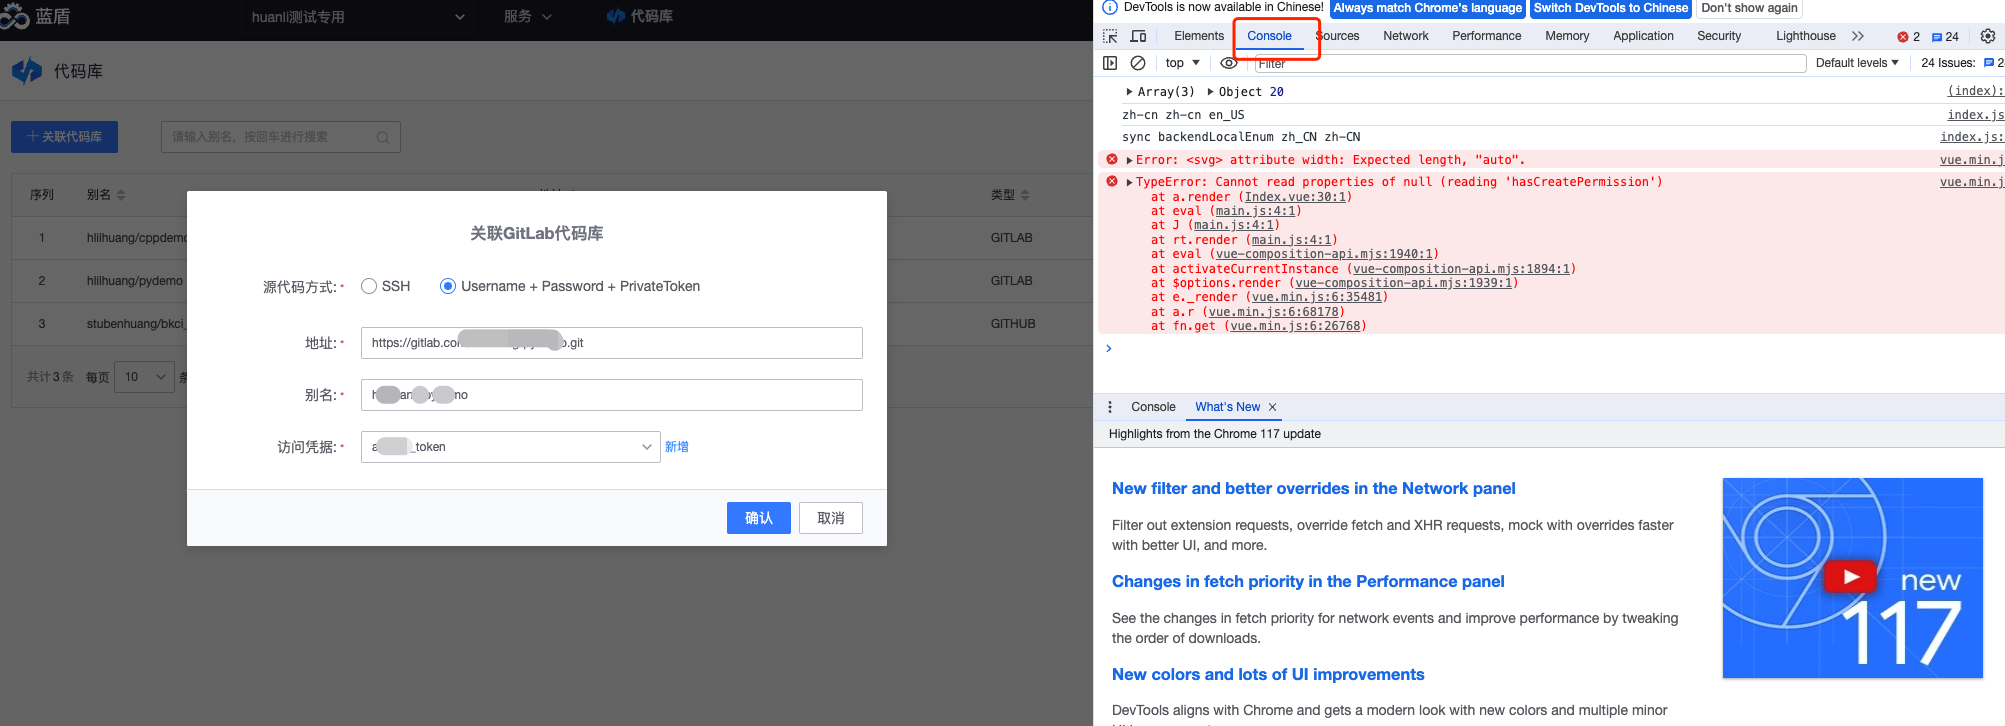 蓝盾
huanli测试专用
服务
代码库
代码库
关联代码库
请输入别名，按回车进行搜索
序列
别名
类型
1
hlilhuang/cppdemo
GITLAB
2
hlilhuang/pydemo
GITLAB
3
stubenhuang/bkci_
GITHUB
共计3条
每页
10
关联GitLab代码库
源代码方式:*
SSH
Username + Password + PrivateToken
地址:*
https://gitlab.co
.git
别名:*
访问凭据:*
_token
新增
确认
取消
DevTools is now available in Chinese!
Always match Chrome's language
Switch DevTools to Chinese
Don't show again
Elements
Console
Sources
Network
Performance
Memory
Application
Security
Lighthouse
2
24
top
Filter
Default levels
24 Issues:
2
Array(3) Object 20
(index):
zh-cn zh-cn en_US
index.js
sync backendLocalEnum zh_CN zh-CN
index.js:
Error: <svg> attribute width: Expected length, "auto".
vue.min.j
TypeError: Cannot read properties of null (reading 'hasCreatePermission')
vue.min.j
at a.render (Index.vue:30:1)
at eval (main.js:4:1)
at J (main.js:4:1)
at rt.render (main.js:4:1)
at eval (vue-composition-api.mjs:1940:1)
at activateCurrentInstance (vue-composition-api.mjs:1894:1)
at $options.render (vue-composition-api.mjs:1939:1)
at e._render (vue.min.js:6:35481)
at a.r (vue.min.js:6:68178)
at fn.get (vue.min.js:6:26768)
Console
What's New
Highlights from the Chrome 117 update
New filter and better overrides in the Network panel
Filter out extension requests, override fetch and XHR requests, mock with overrides faster
with better UI, and more.
Changes in fetch priority in the Performance panel
See the changes in fetch priority for network events and improve performance by tweaking
the order of downloads.
New colors and lots of UI improvements
DevTools aligns with Chrome and gets a modern look with new colors and multiple minor
new
117